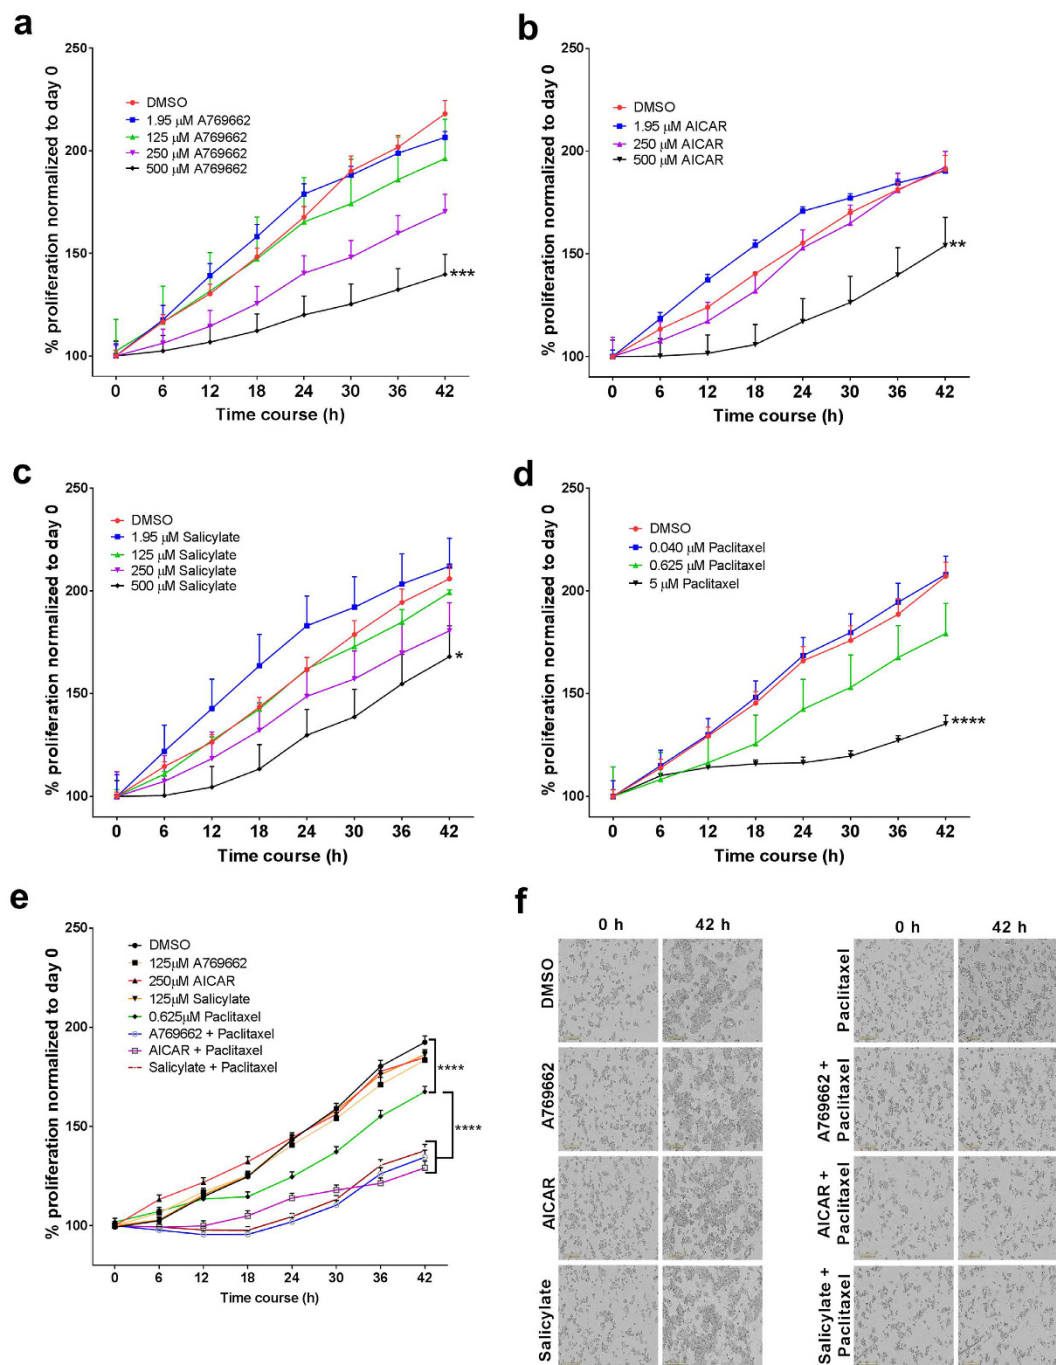 a
% proliferation normalized to day 0
250
200
150
100
DMSO
1.95 μM A769662
125 μM A769662
250 μM A769662
500 μM A769662
***
0 6 12 18 24 30 36 42
Time course (h)
b
% proliferation normalized to day 0
250
200
150
100
DMSO
1.95 μM AICAR
250 μM AICAR
500 μM AICAR
**
0 6 12 18 24 30 36 42
Time course (h)
c
% proliferation normalized to day 0
250
200
150
100
DMSO
1.95 μM Salicylate
125 μM Salicylate
250 μM Salicylate
500 μM Salicylate
*
0 6 12 18 24 30 36 42
Time course (h)
d
% proliferation normalized to day 0
250
200
150
100
DMSO
0.040 μM Paclitaxel
0.625 μM Paclitaxel
5 μM Paclitaxel
****
0 6 12 18 24 30 36 42
Time course (h)
e
% proliferation normalized to day 0
250
200
150
100
DMSO
125μM A769662
250μM AICAR
125μM Salicylate
0.625μM Paclitaxel
A769662 + Paclitaxel
AICAR + Paclitaxel
Salicylate + Paclitaxel
****
****
0 6 12 18 24 30 36 42
Time course (h)
f
0 h 42 h
DMSO
A769662
AICAR
Salicylate
0 h 42 h
Paclitaxel
A769662 +
Paclitaxel
AICAR +
Paclitaxel
Salicylate +
Paclitaxel